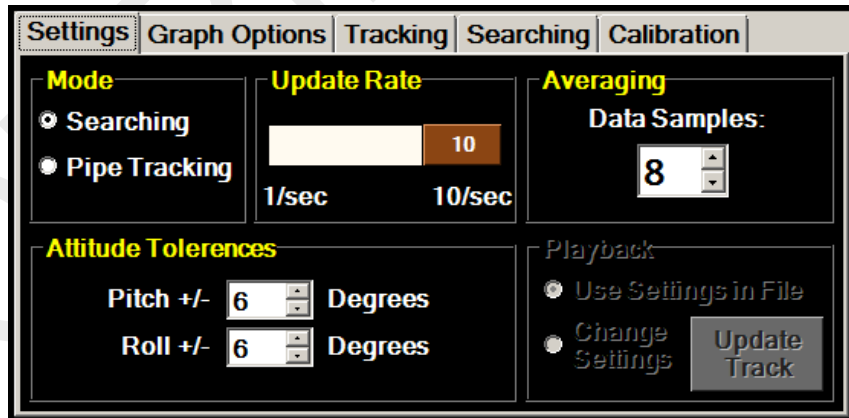 Settings Graph Options Tracking Searching Calibration
Mode
Searching
Pipe Tracking
Update Rate
10
1/sec 10/sec
Averaging
Data Samples:
8
Attitude Tolerences
Pitch +/- 6 Degrees
Roll +/- 6 Degrees
Playback
Use Settings in File
Change
Settings
Update
Track